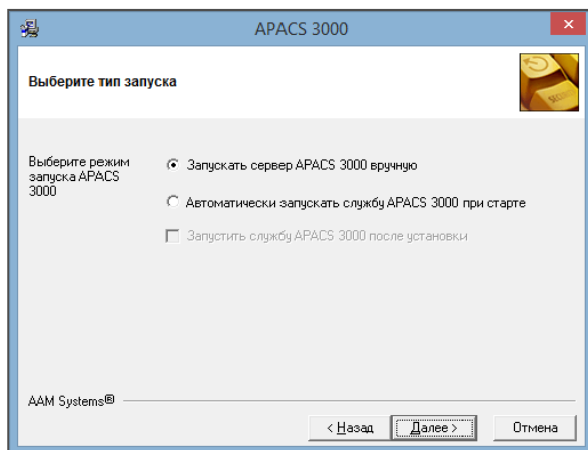 APACS 3000
Выберите тип запуска
Выберите режим
запуска APACS
3000
Запускать сервер APACS 3000 вручную
Автоматически запускать службу APACS 3000 при старте
Запустить службу APACS 3000 после установки
AAM Systems®
< Назад
Далее >
Отмена